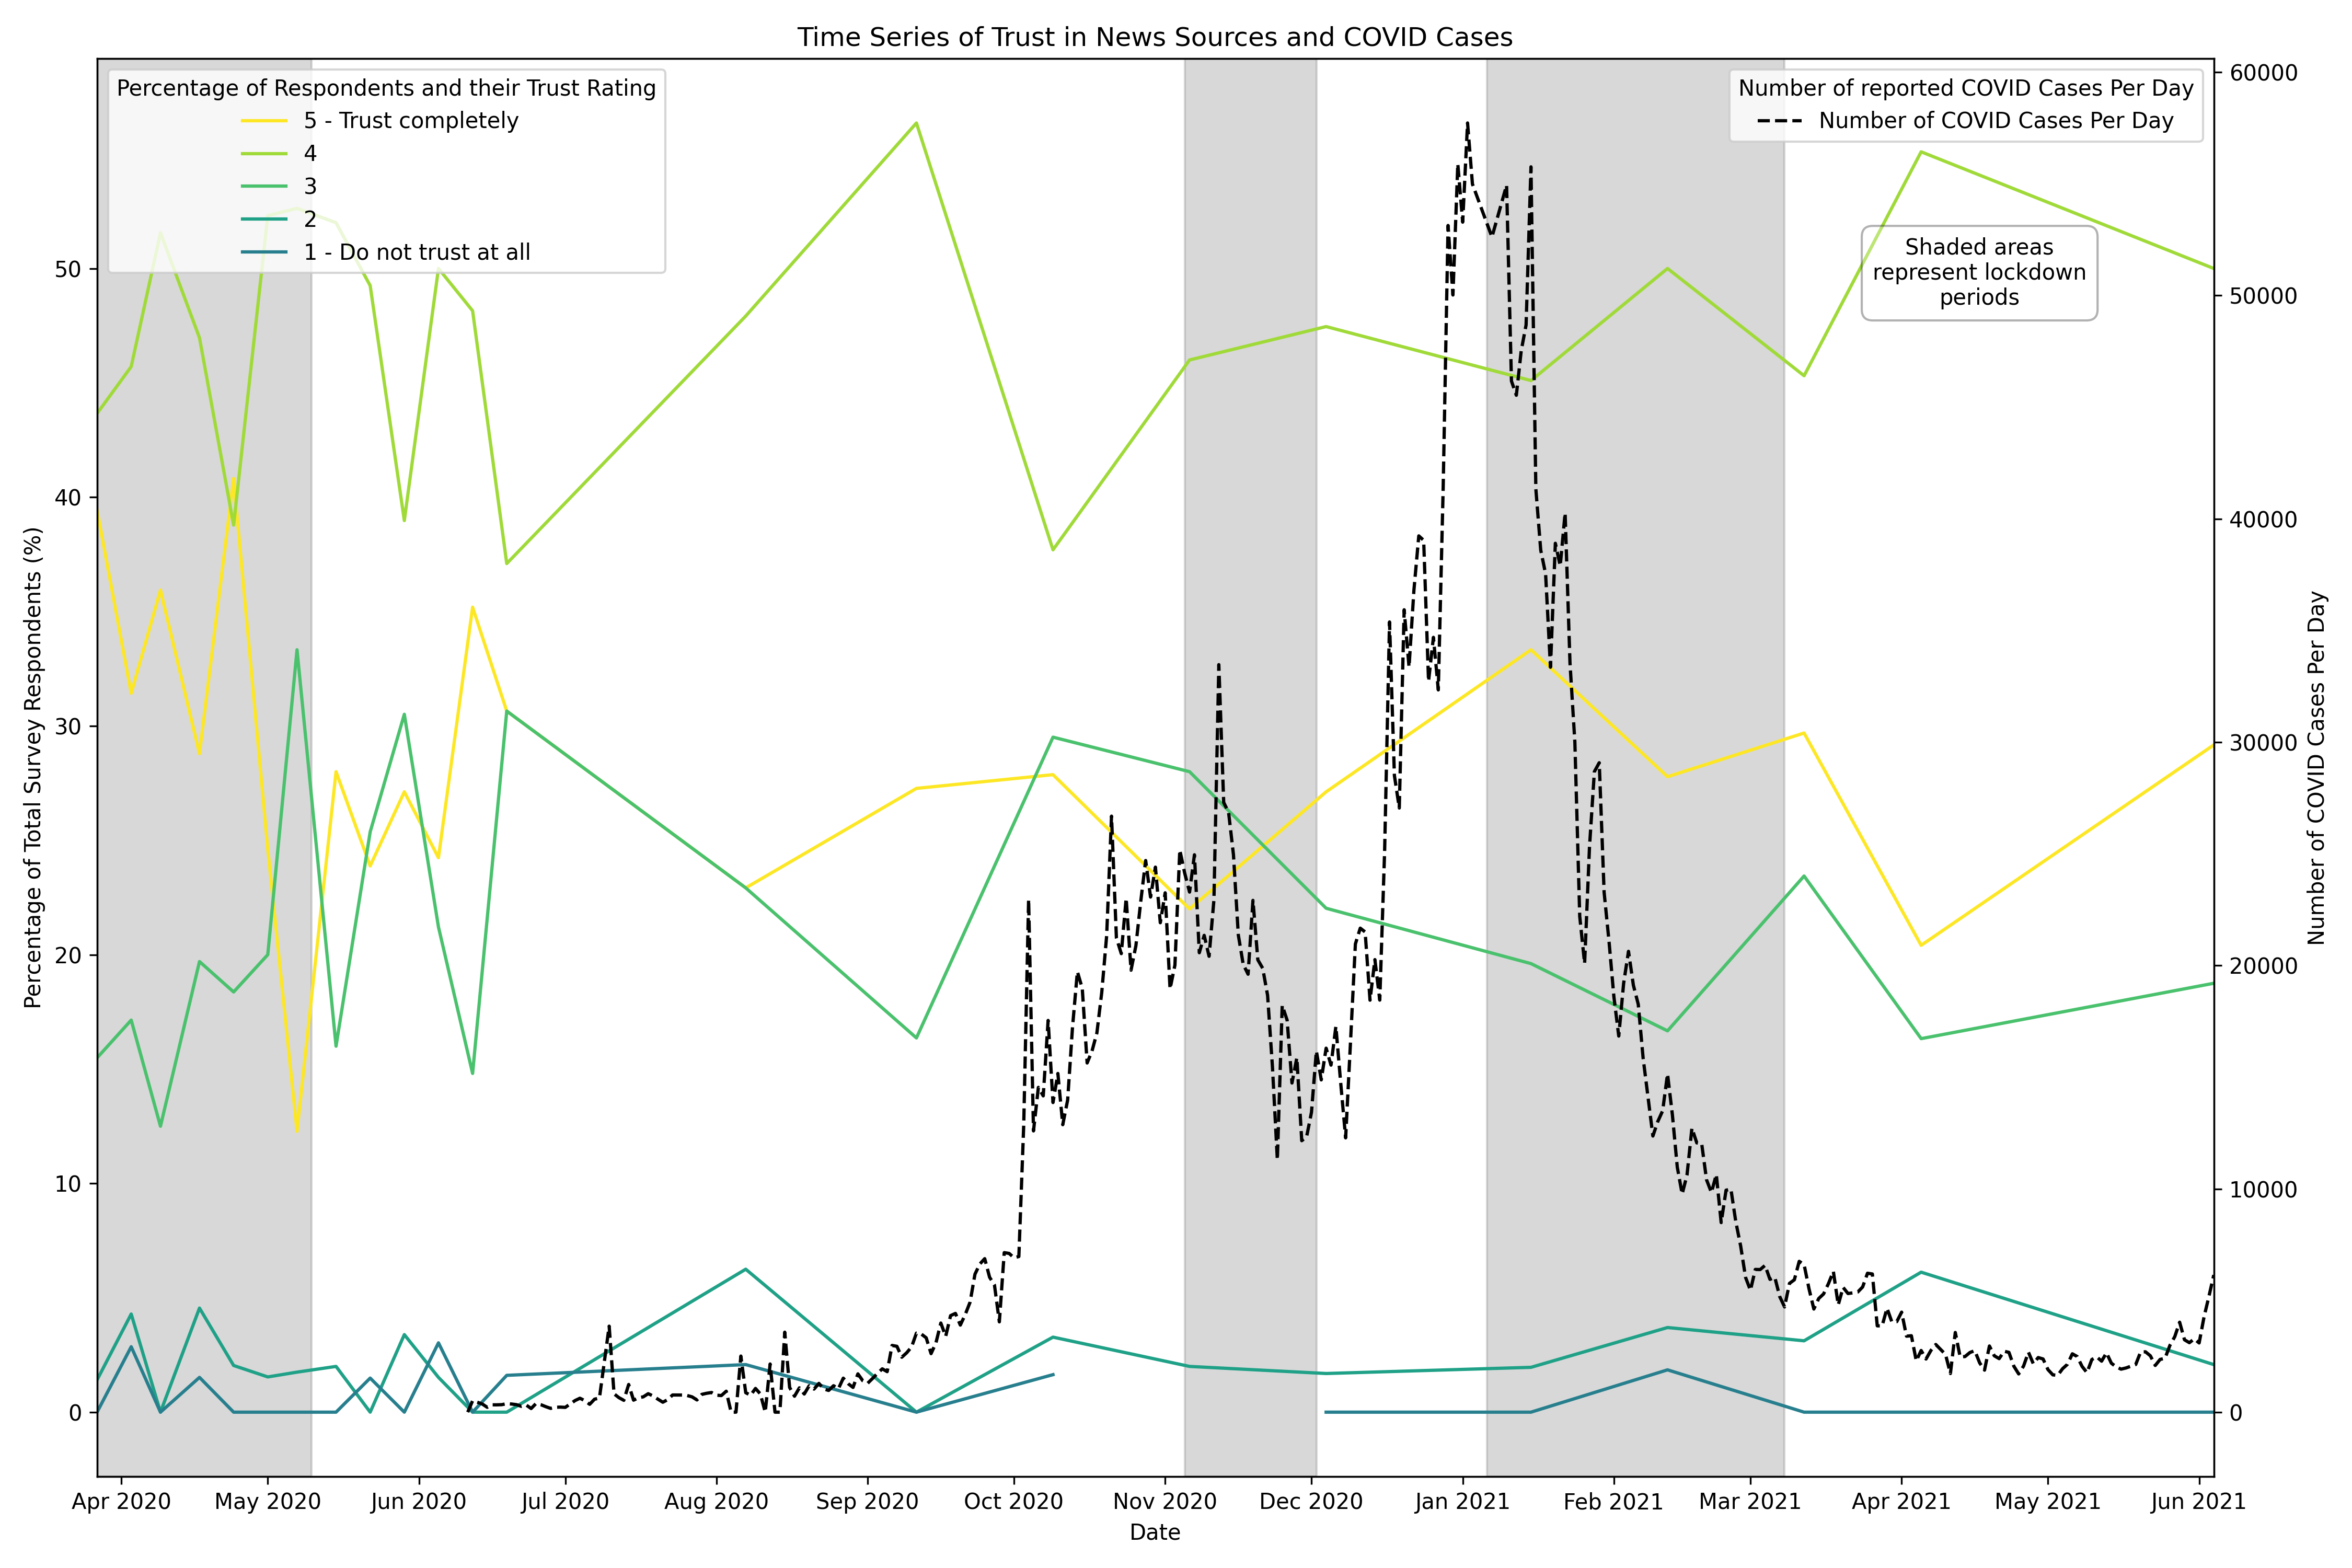 Time Series of Trust in News Sources and COVID Cases
Percentage of Respondents and their Trust Rating
5 - Trust completely
4
3
2
1 - Do not trust at all
Number of reported COVID Cases Per Day
Number of COVID Cases Per Day
Shaded areas
represent lockdown
periods
Percentage of Total Survey Respondents (%)
50
40
30
20
10
0
60000
50000
40000
30000
20000
10000
0
Number of COVID Cases Per Day
Apr 2020 May 2020 Jun 2020 Jul 2020 Aug 2020 Sep 2020 Oct 2020 Nov 2020 Dec 2020 Jan 2021 Feb 2021 Mar 2021 Apr 2021 May 2021 Jun 2021
Date